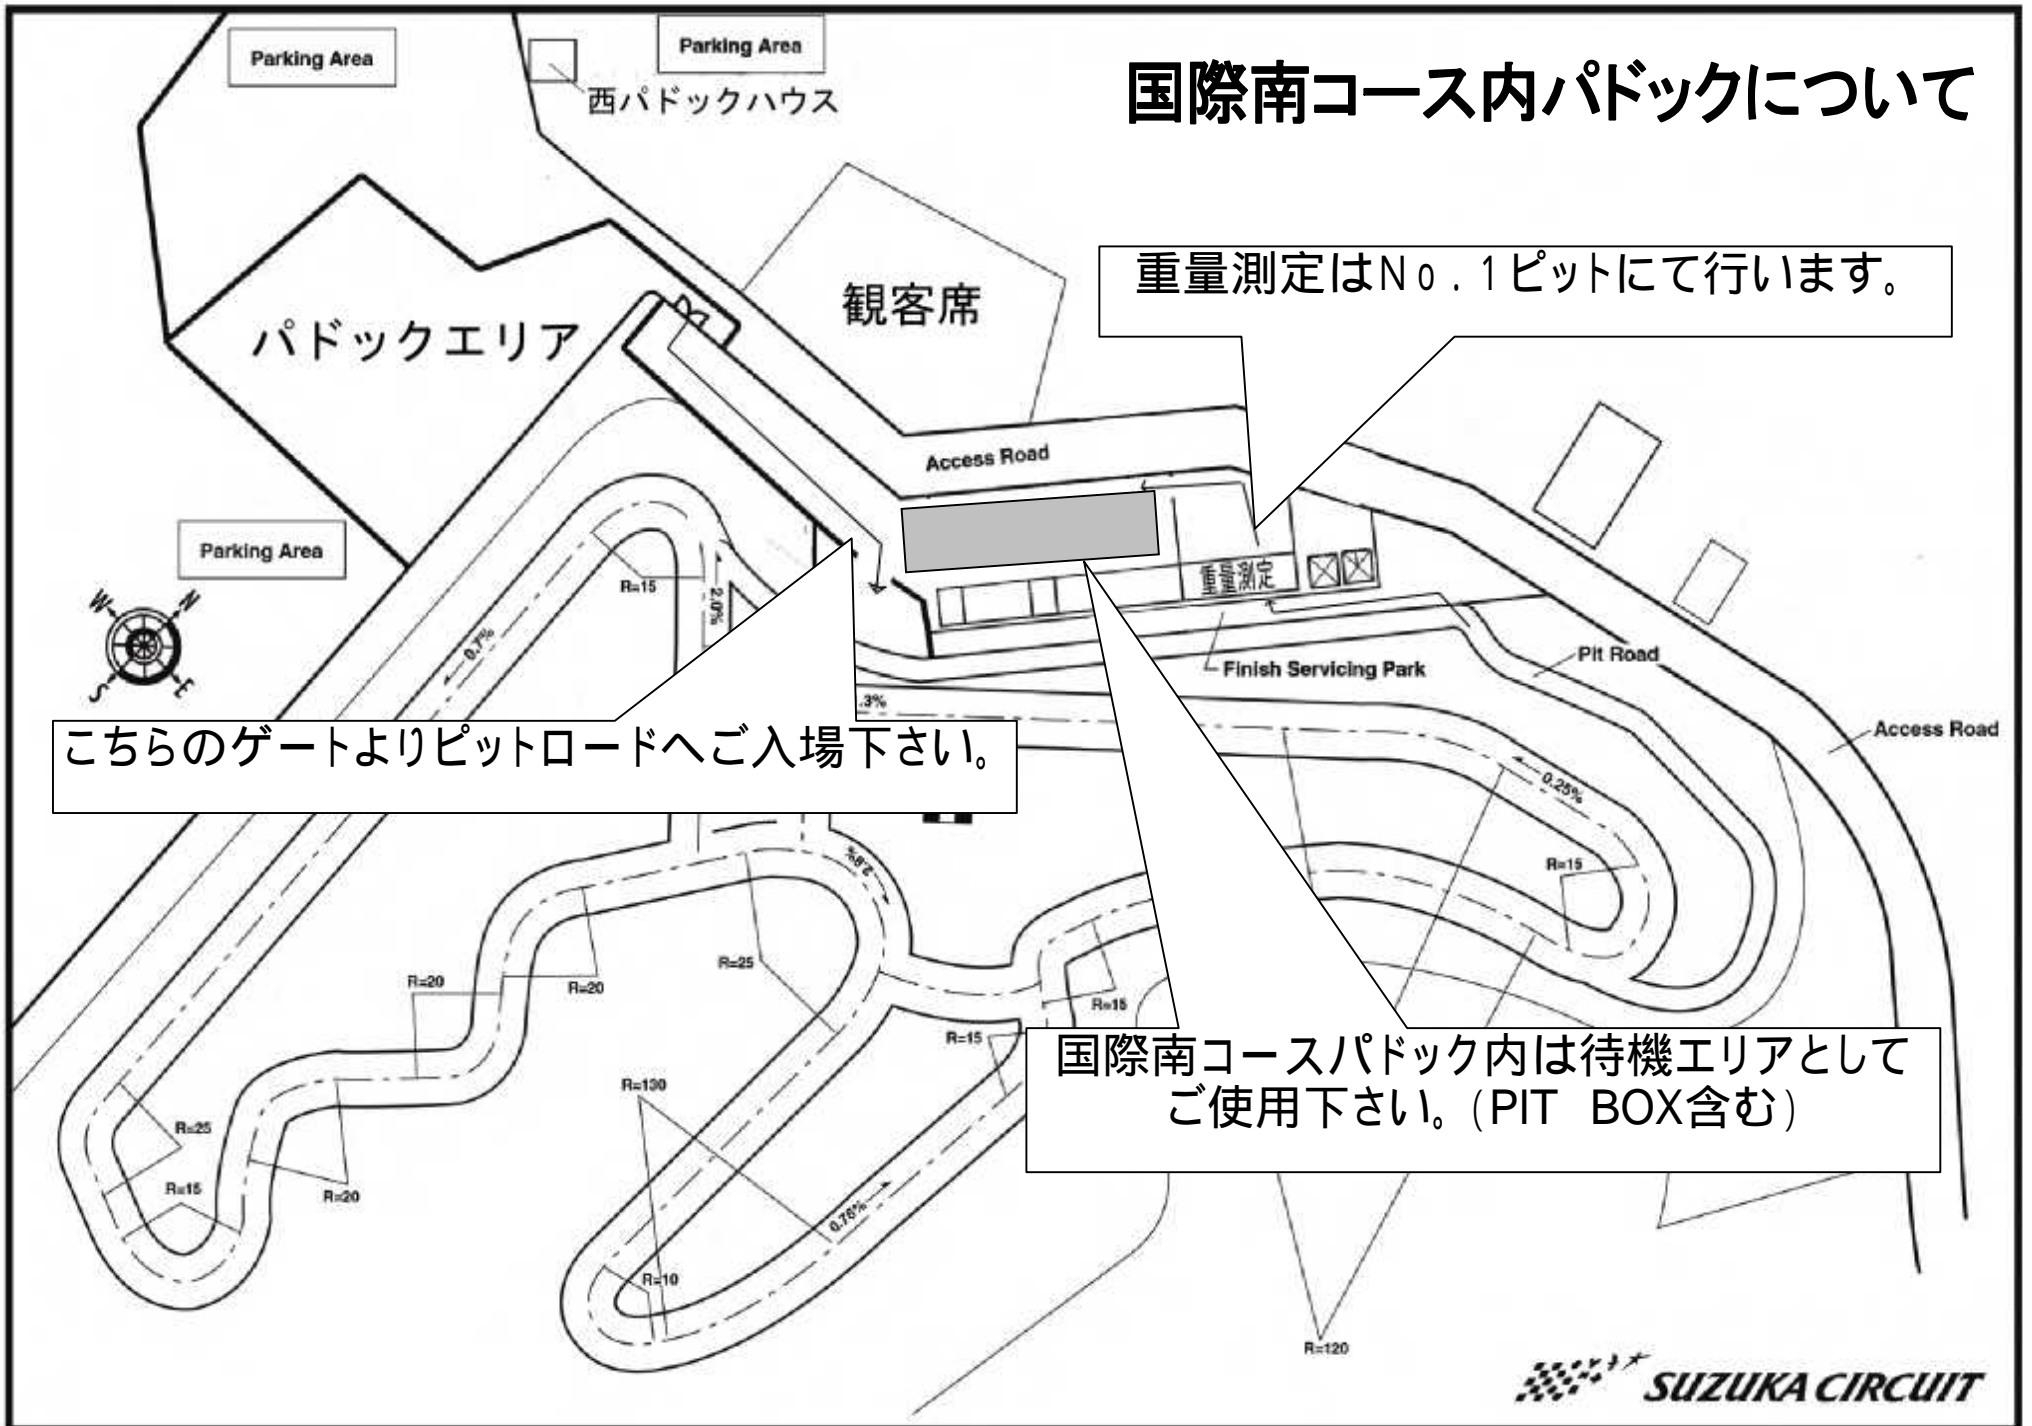 Parking Area
Parking Area
西パドックハウス
国際南コース内パドックについて
重量測定はNo.1ピットにて行います。
観客席
パドックエリア
Access Road
Parking Area
W
N
S
E
R=15
2.0%
0.7%
重量測定
Finish Servicing Park
Pit Road
Access Road
.3%
こちらのゲートよりピットロードへご入場下さい。
0.25%
2.8%
R=15
R=25
R=20
R=20
R=15
R=15
国際南コースパドック内は待機エリアとして
ご使用下さい。(PIT BOX含む)
R=130
R=25
R=15
R=20
0.76%
R=10
R=120
SUZUKA CIRCUIT